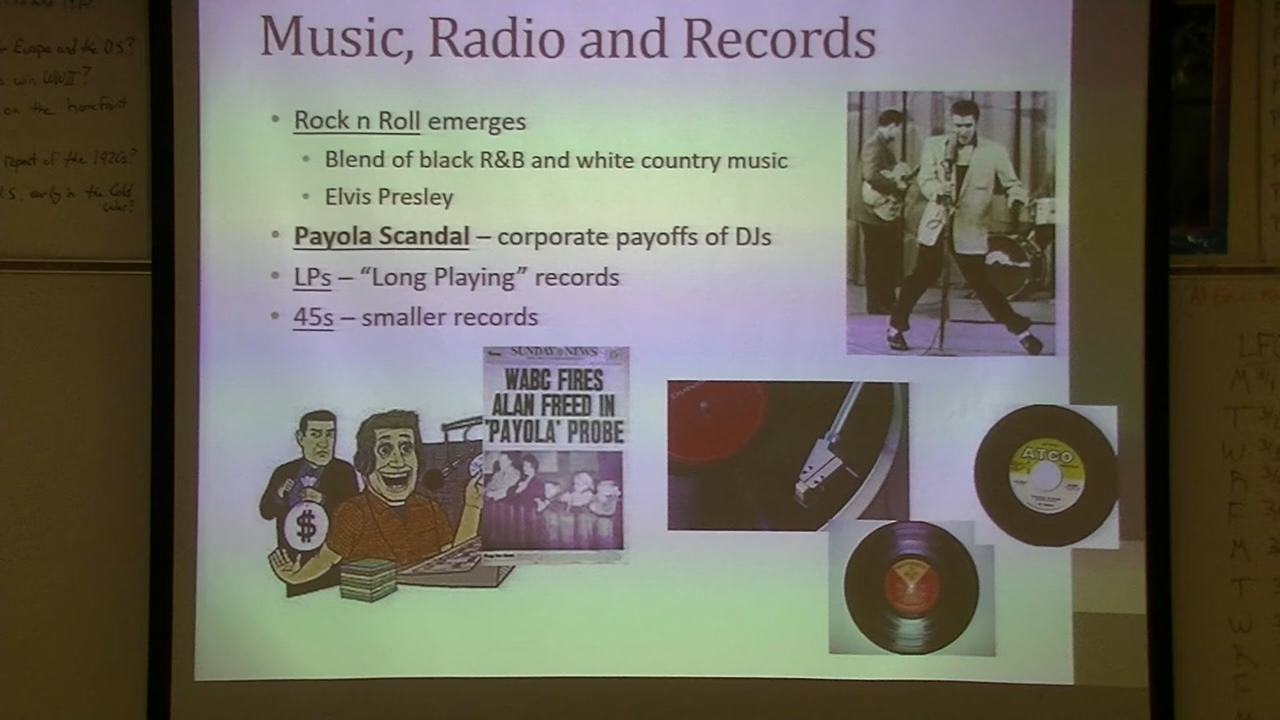 Music, Radio and Records
• Rock n Roll emerges
• Blend of black R&B and white country music
• Elvis Presley
• Payola Scandal – corporate payoffs of DJs
• LPs – “Long Playing” records
• 45s – smaller records
SUNDAY NEWS
WABC FIRES
ALAN FREED IN
'PAYOLA' PROBE
$
ATCO
Europe and the U.S?
win WWII?
on the homefront
repeat of the 1920s?
U.S. early in the Cold
War?
LF
M
T
W
F
M
T
W
F